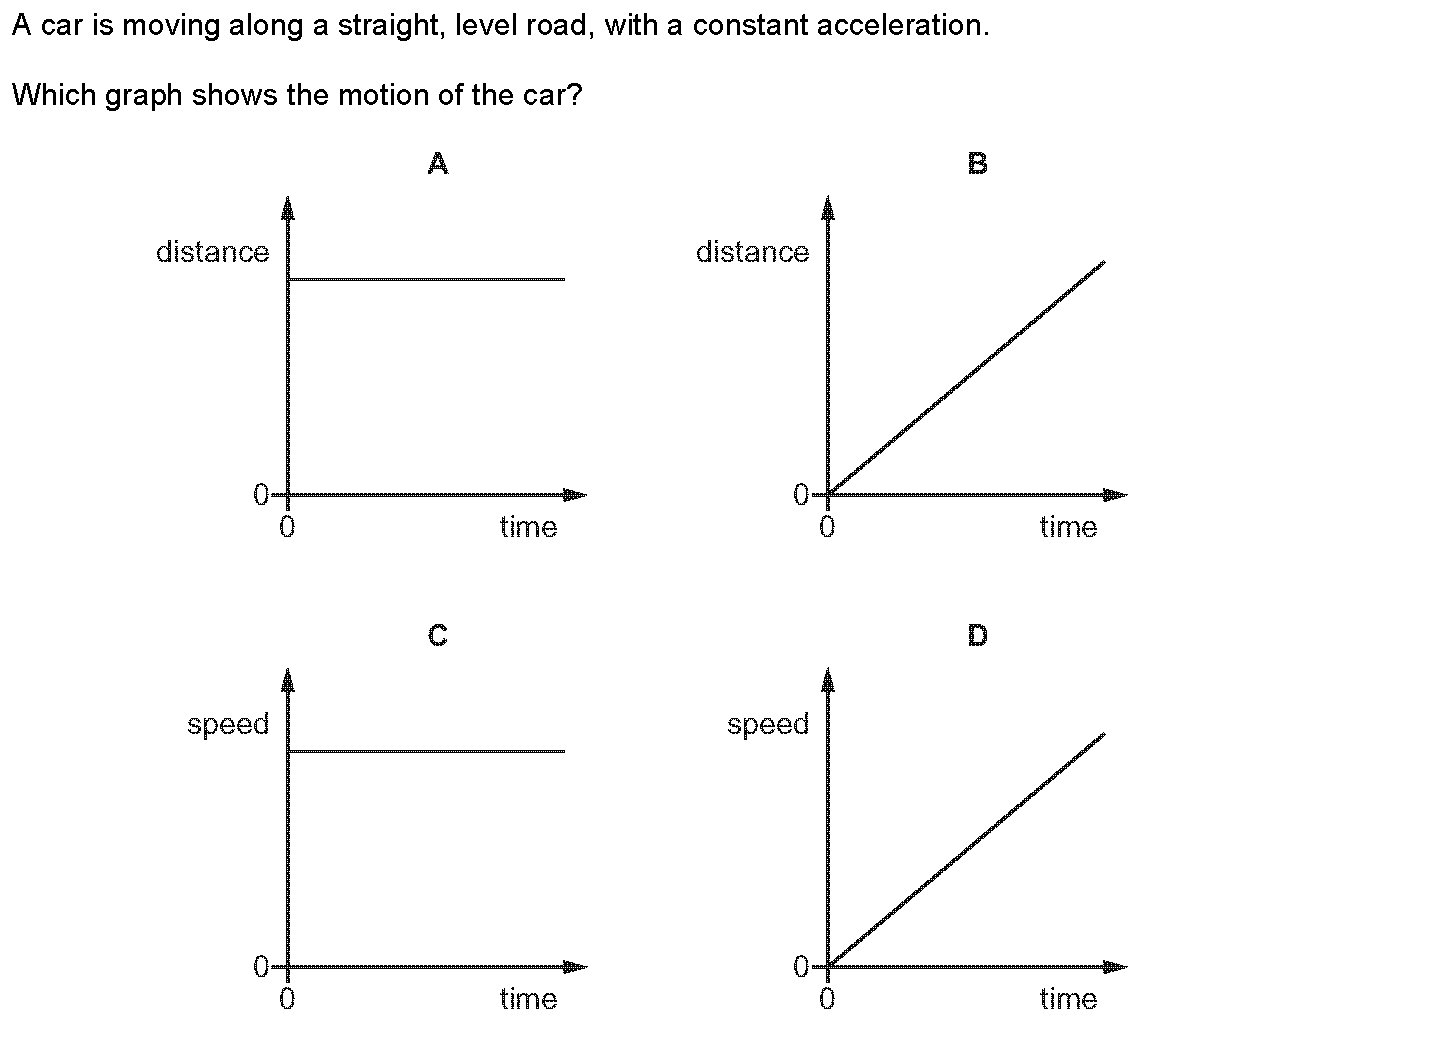 A car is moving along a straight, level road, with a constant acceleration.
Which graph shows the motion of the car?
A
distance
0
0
time
B
distance
0
0
time
C
speed
0
0
time
D
speed
0
0
time